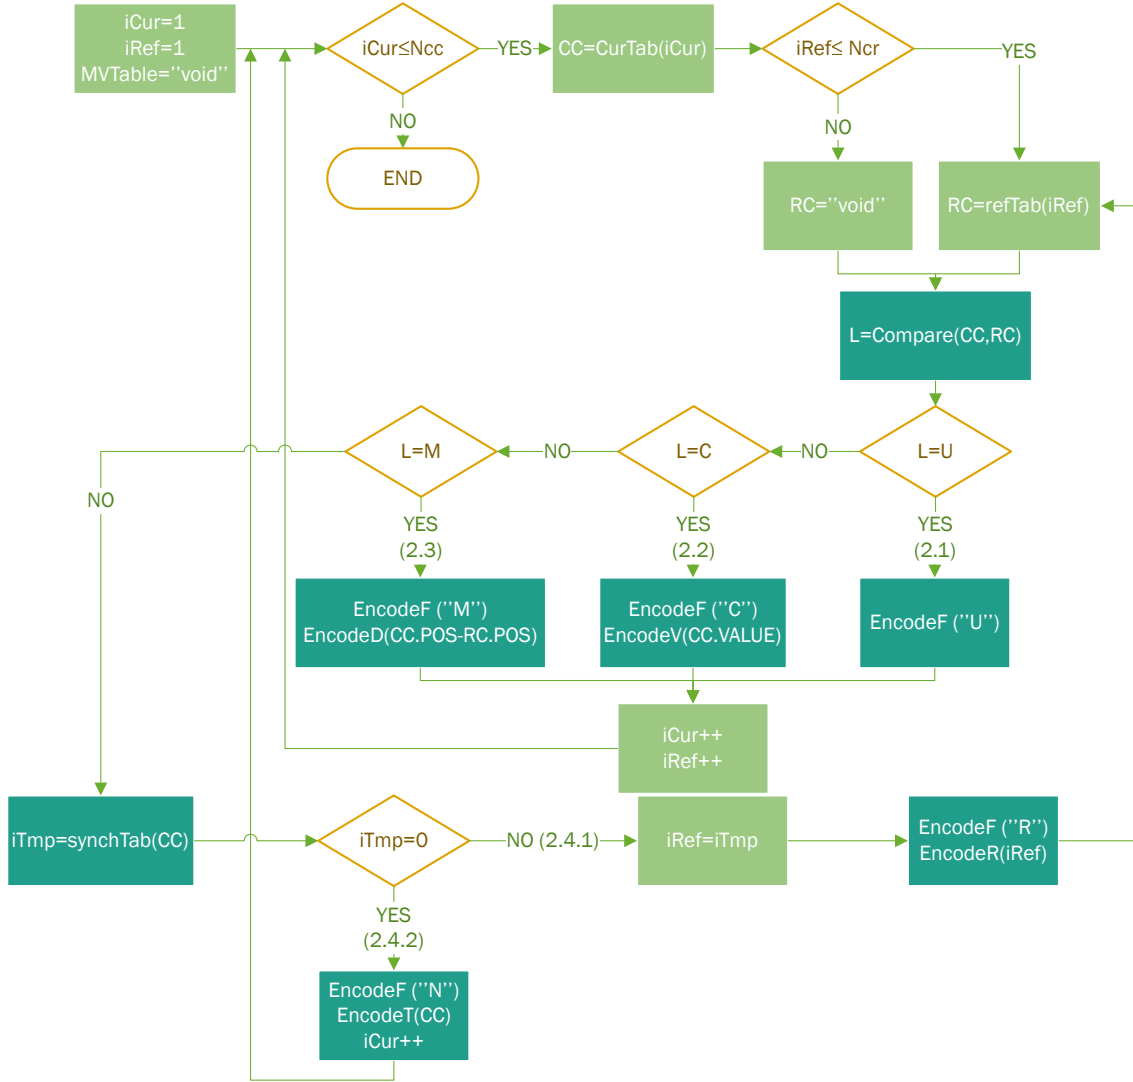 iCur=1
iRef=1
MVTable=''void''
iCur≤Ncc
YES
CC=CurTab(iCur)
iRef≤ Ncr
YES
NO
NO
END
RC=''void''
RC=refTab(iRef)
L=Compare(CC,RC)
L=M
NO
L=C
NO
L=U
NO
YES
(2.3)
YES
(2.2)
YES
(2.1)
EncodeF (''M'')
EncodeD(CC.POS-RC.POS)
EncodeF (''C'')
EncodeV(CC.VALUE)
EncodeF (''U'')
iCur++
iRef++
iTmp=synchTab(CC)
iTmp=0
NO (2.4.1)
iRef=iTmp
EncodeF (''R'')
EncodeR(iRef)
YES
(2.4.2)
EncodeF (''N'')
EncodeT(CC)
iCur++